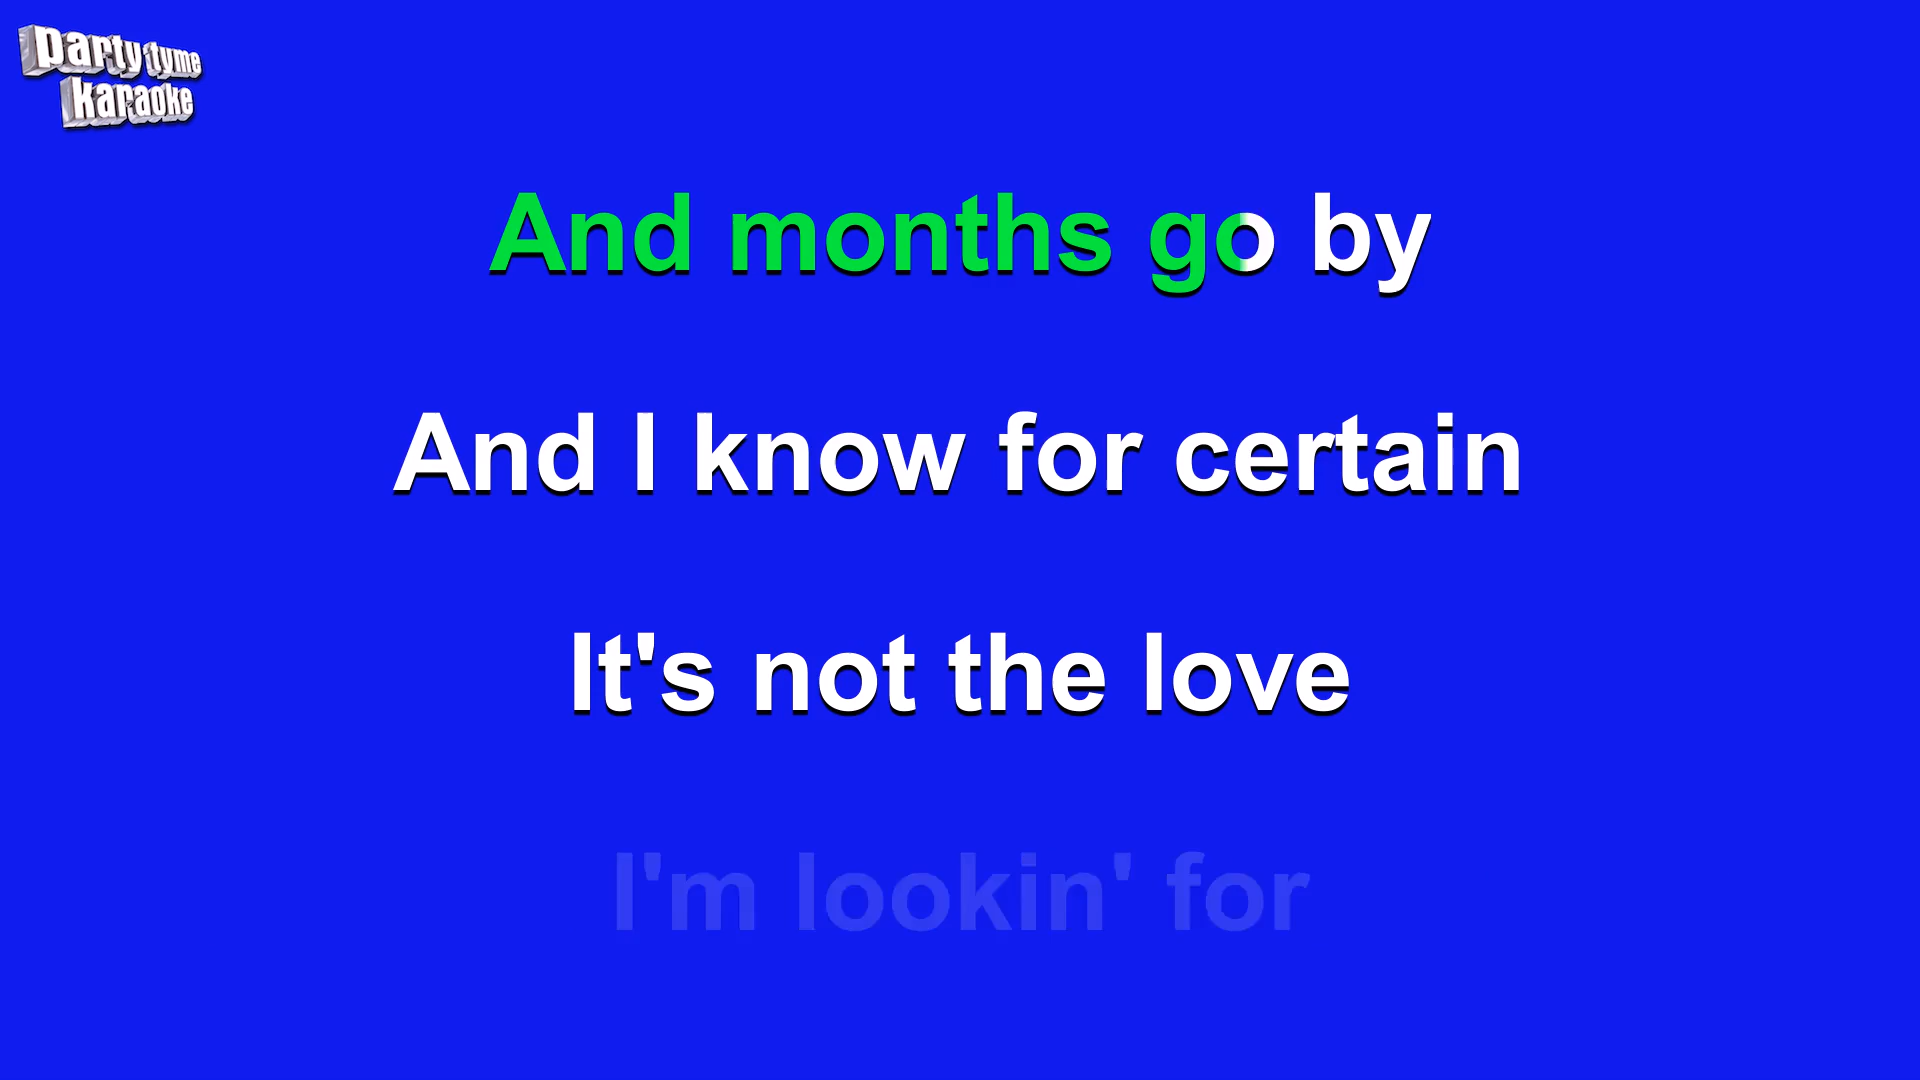 party tyme
karaoke
And months go by
And I know for certain
It's not the love
I'm lookin' for